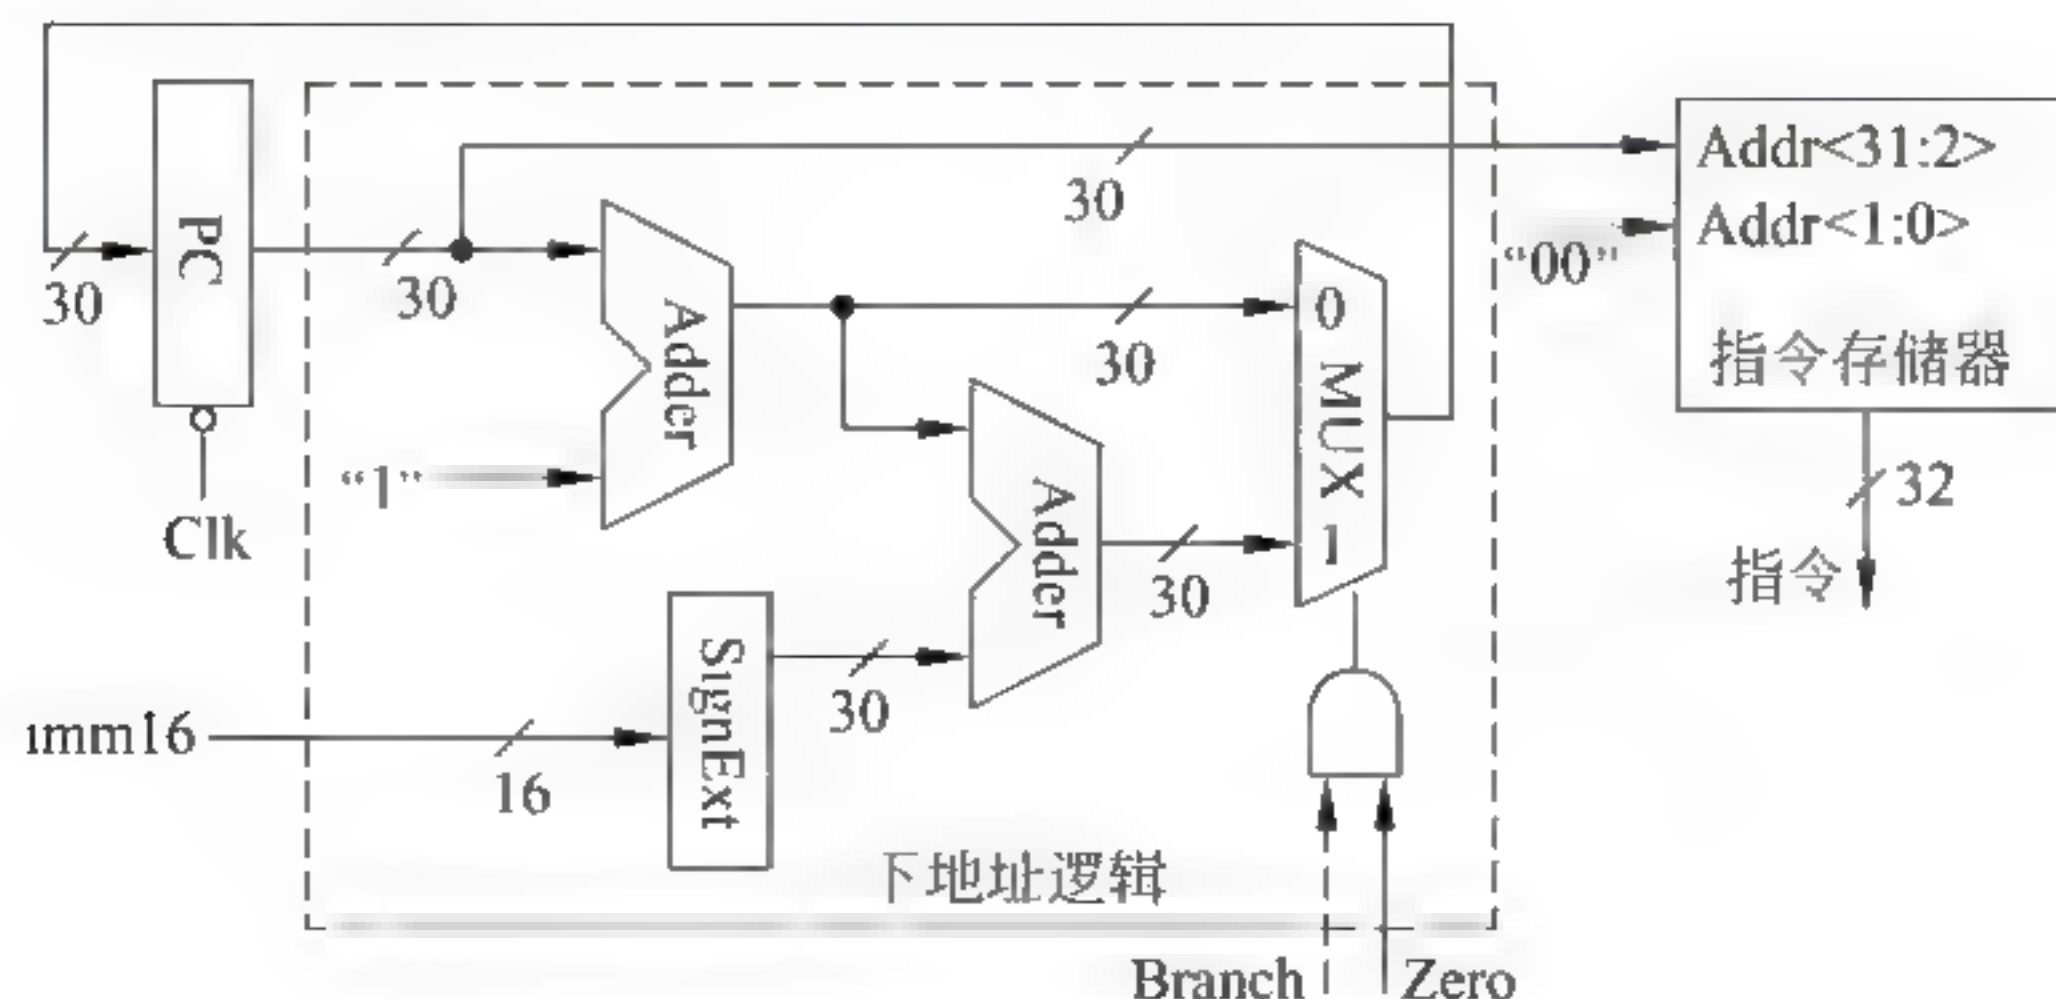 Addr<31:2>
30
PC
Addr<1:0>
30
30
"00"
Adder
0
30
MUX
指令存储器
"1"
Adder
32
Clk
1
30
指令
SignExt
30
imm16
16
下地址逻辑
Branch
Zero